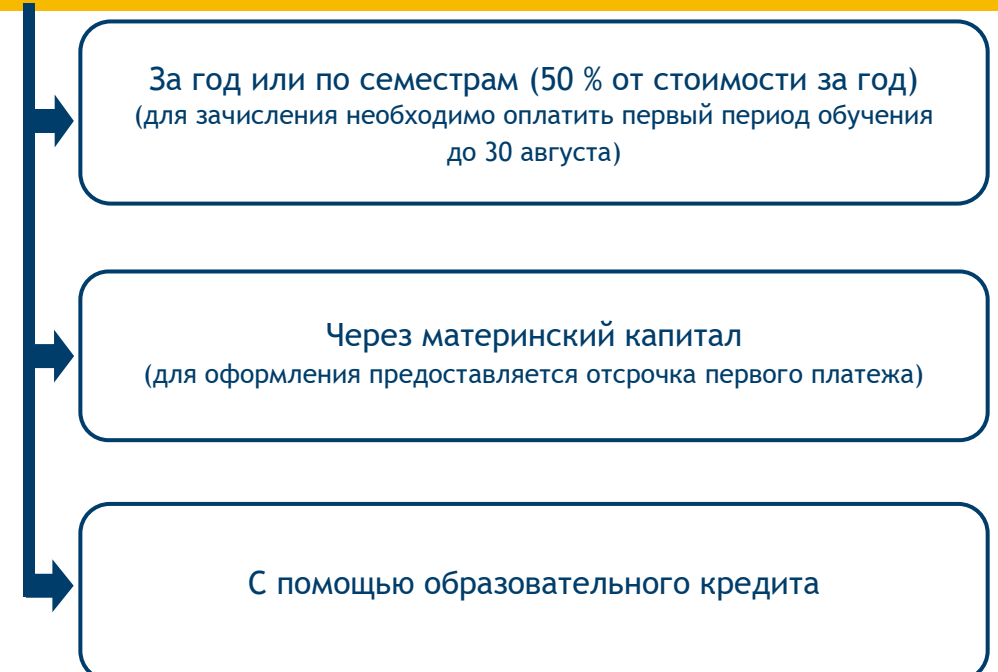 За год или по семестрам (50 % от стоимости за год)
(для зачисления необходимо оплатить первый период обучения
до 30 августа)
Через материнский капитал
(для оформления предоставляется отсрочка первого платежа)
С помощью образовательного кредита